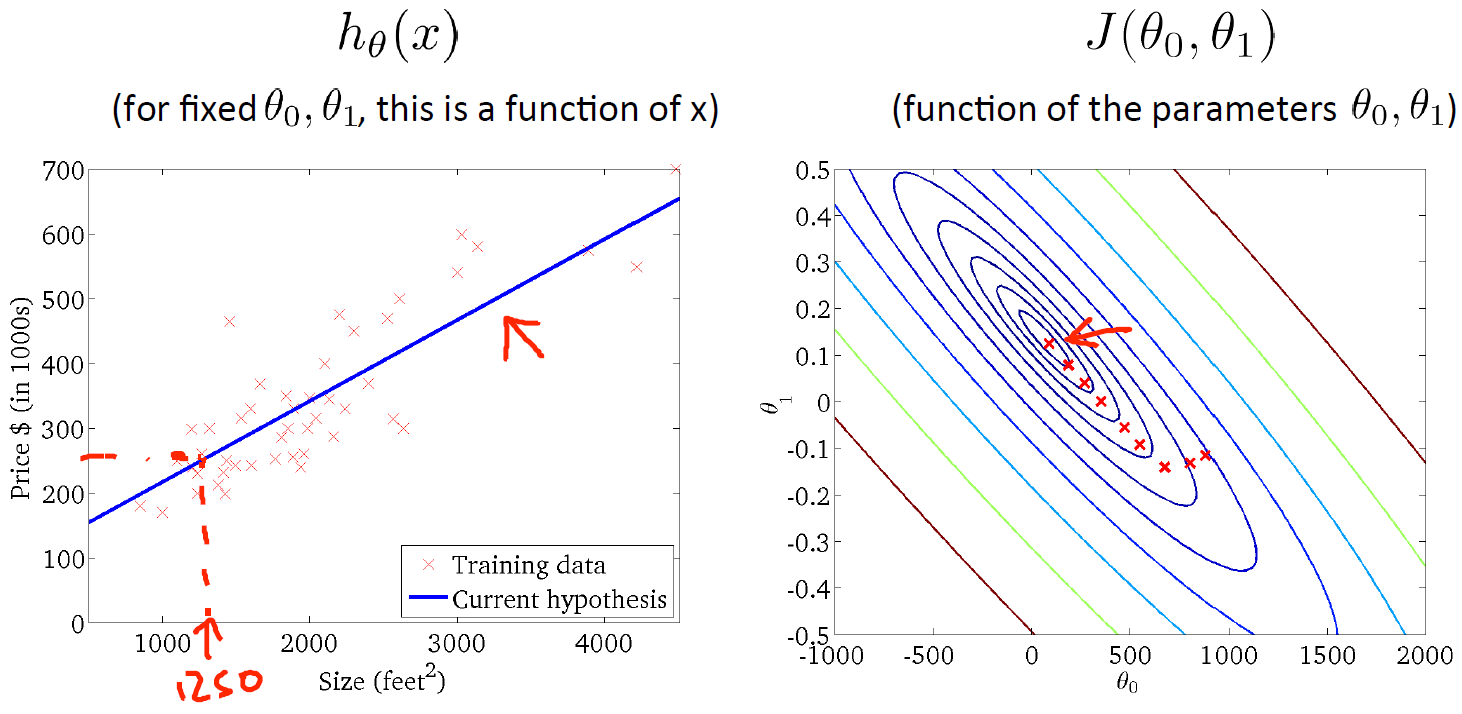 h_θ(x)
(for fixed θ₀, θ₁, this is a function of x)
700
600
500
400
300
200
100
0
Price $ (in 1000s)
Training data
Current hypothesis
1000 2000 3000 4000
Size (feet²)
1250
J(θ₀, θ₁)
(function of the parameters θ₀, θ₁)
0.5
0.4
0.3
0.2
0.1
0
-0.1
-0.2
-0.3
-0.4
-0.5
θ₁
-1000 -500 0 500 1000 1500 2000
θ₀